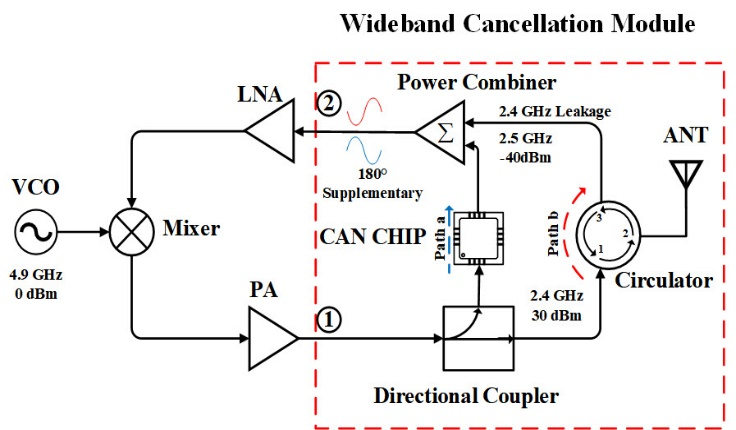 Wideband Cancellation Module
Power Combiner
LNA
②
2.4 GHz Leakage
Σ
2.5 GHz
-40dBm
ANT
180°
Supplementary
VCO
Mixer
CAN CHIP
Path a
Path b
3
2
1
4.9 GHz
0 dBm
Circulator
PA
①
2.4 GHz
30 dBm
Directional Coupler